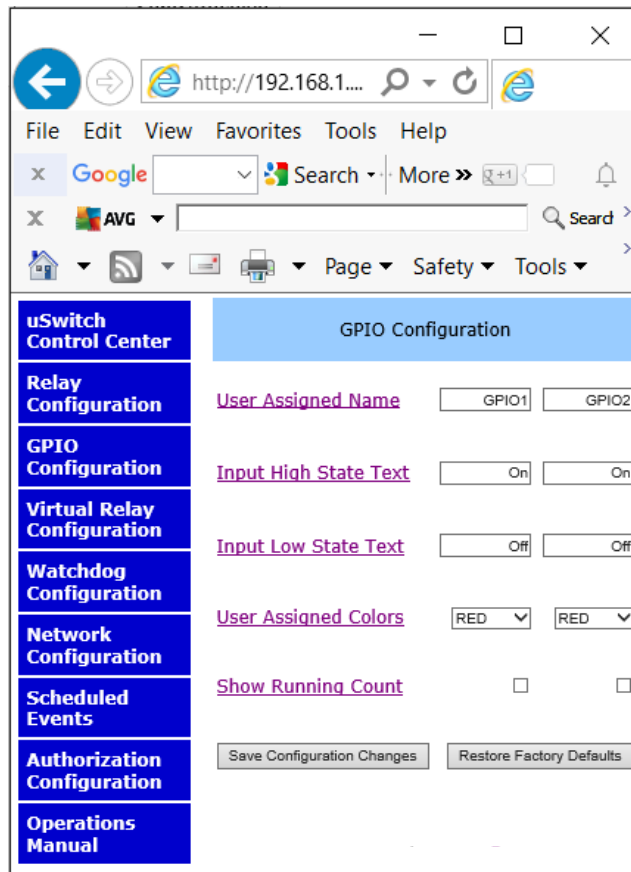 http://192.168.1....
File Edit View Favorites Tools Help
x Google Search More » g+1
x AVG Search
Page Safety Tools
uSwitch
Control Center
Relay
Configuration
GPIO
Configuration
Virtual Relay
Configuration
Watchdog
Configuration
Network
Configuration
Scheduled
Events
Authorization
Configuration
Operations
Manual
GPIO Configuration
User Assigned Name GPIO1 GPIO2
Input High State Text On On
Input Low State Text Off Off
User Assigned Colors RED RED
Show Running Count
Save Configuration Changes Restore Factory Defaults